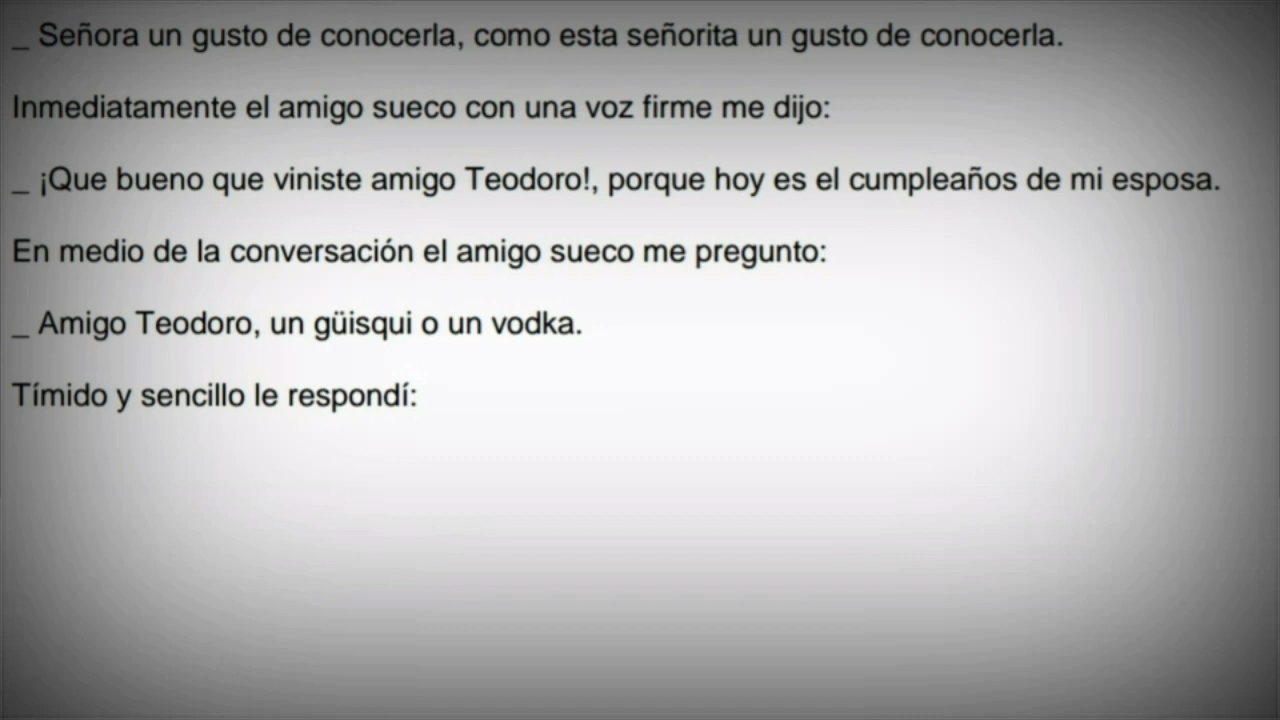 _ Señora un gusto de conocerla, como esta señorita un gusto de conocerla.
Inmediatamente el amigo sueco con una voz firme me dijo:
_ ¡Que bueno que viniste amigo Teodoro!, porque hoy es el cumpleaños de mi esposa.
En medio de la conversación el amigo sueco me pregunto:
_ Amigo Teodoro, un güisqui o un vodka.
Tímido y sencillo le respondí: